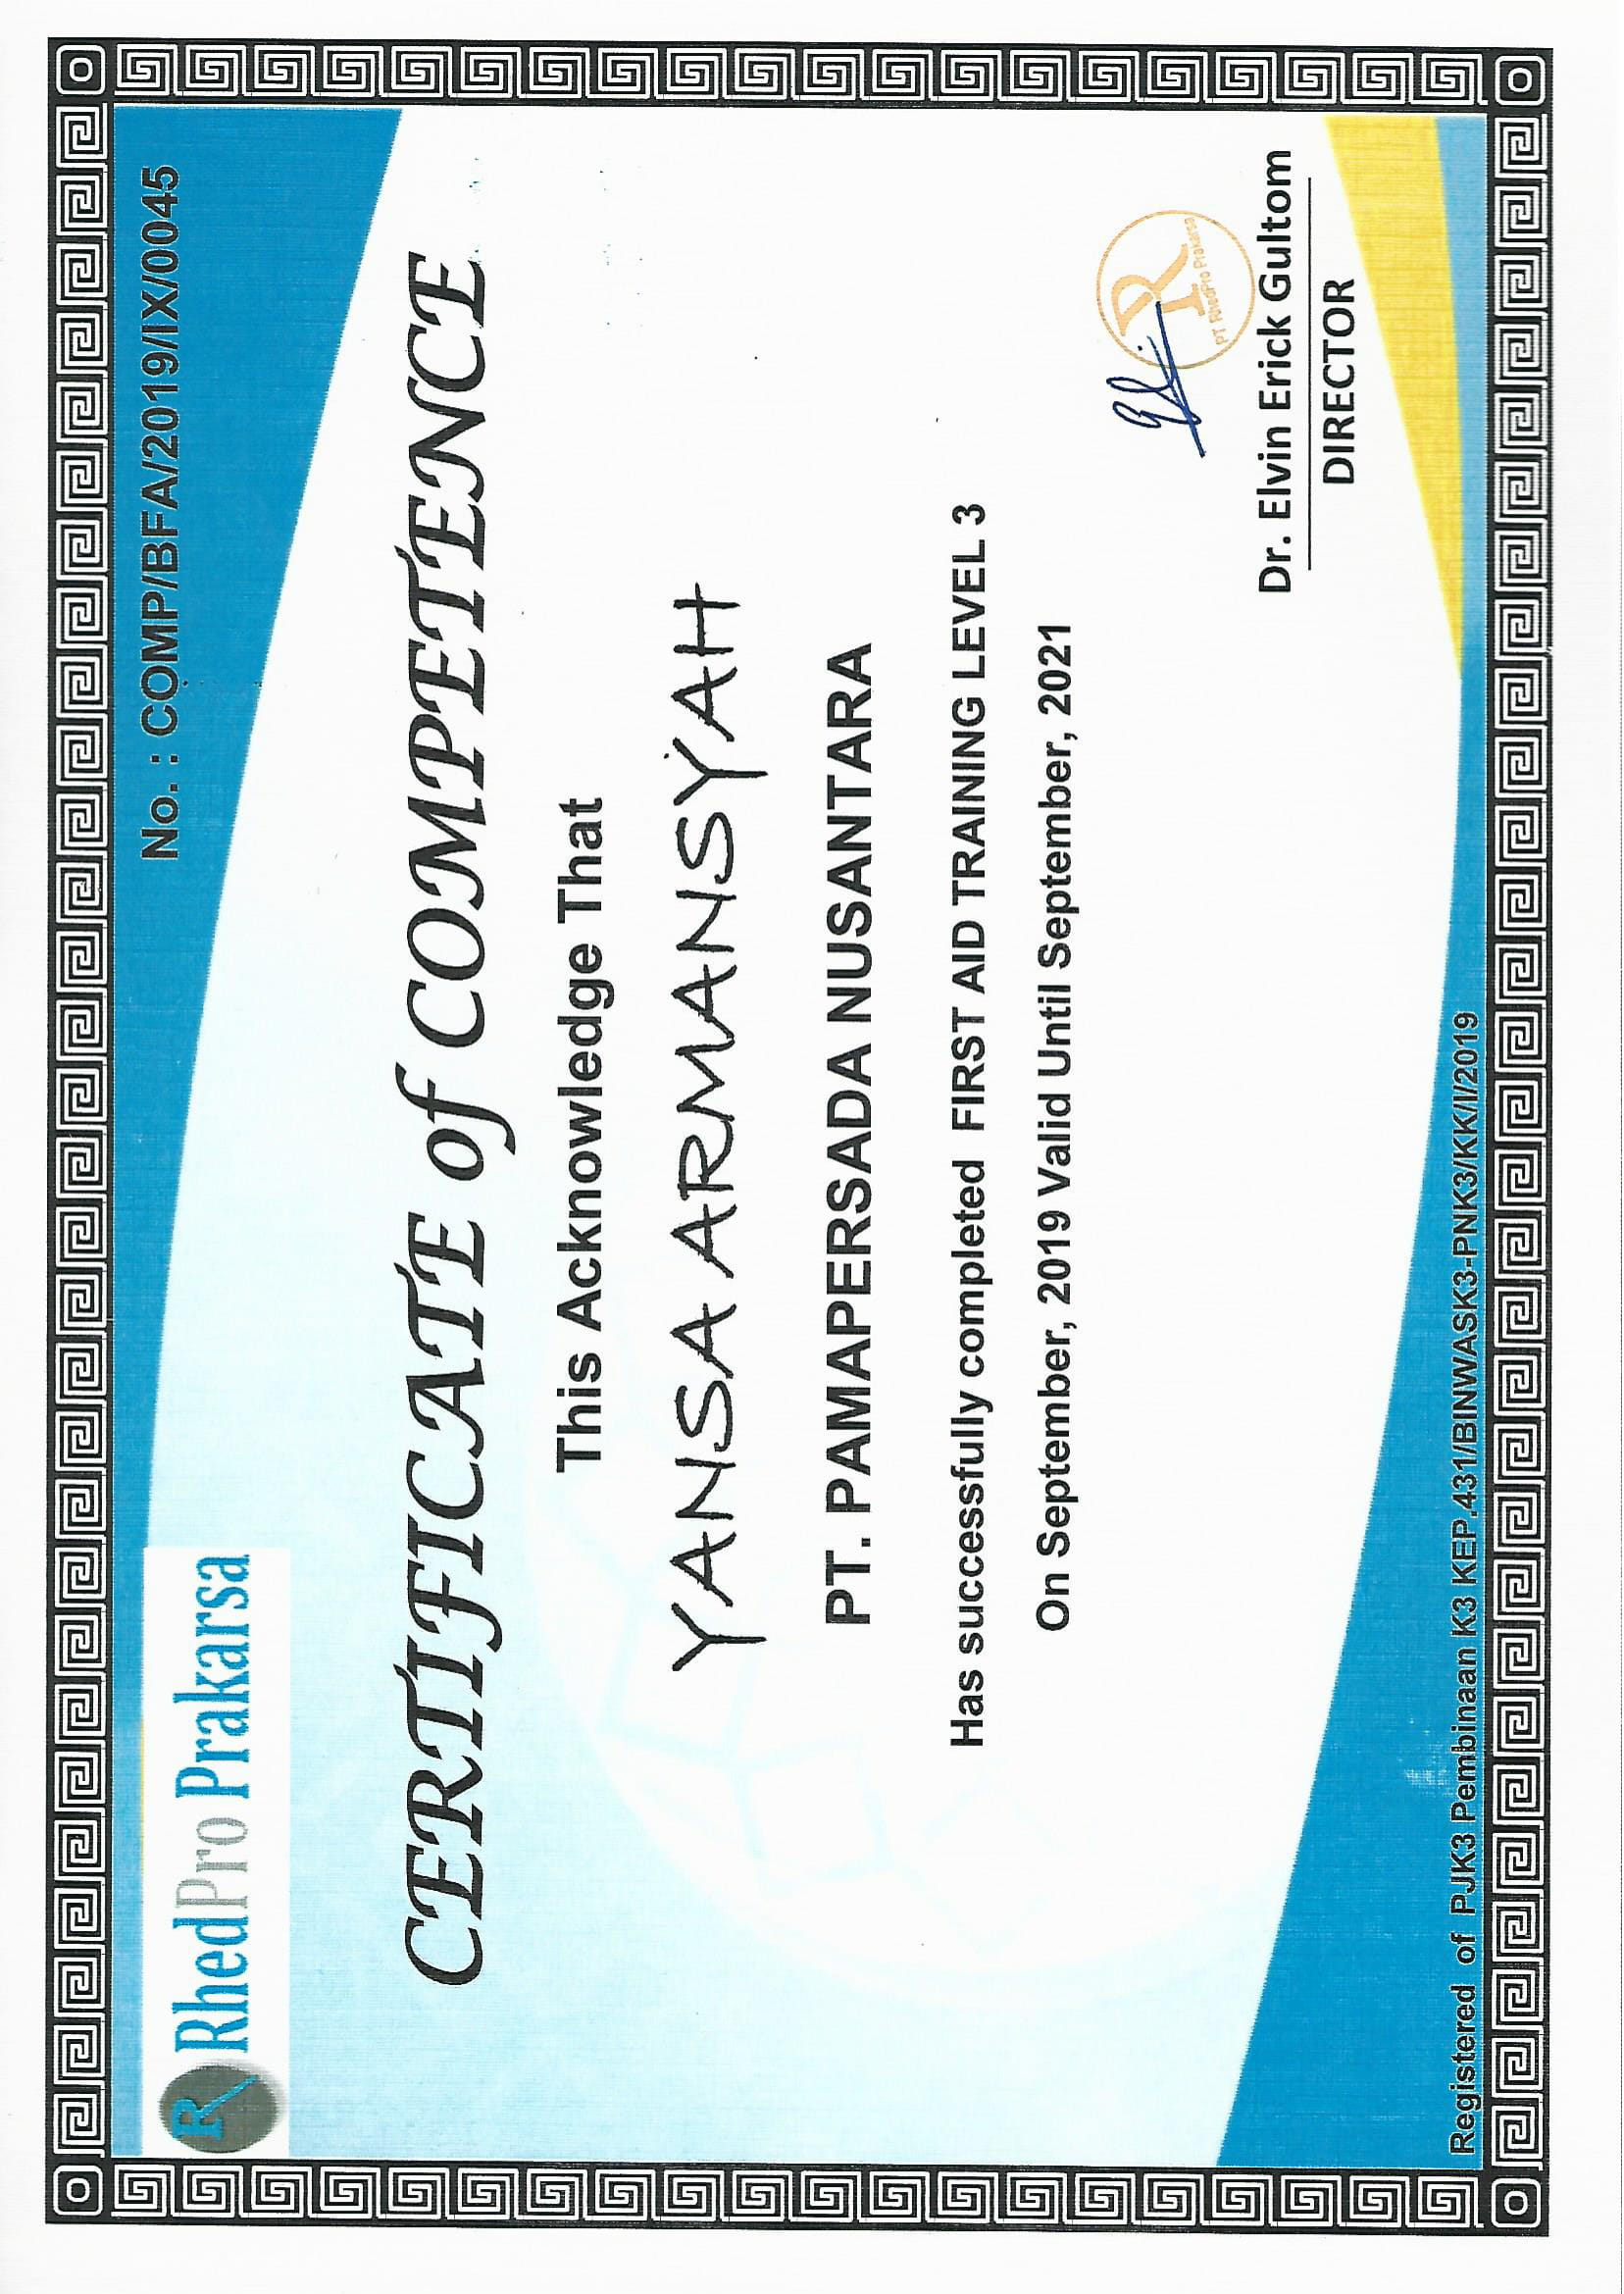 RhedPro Prakarsa
No. : COMP/BFA/2019/IX/0045
CERTIFICATE of COMPETENCE
This Acknowledge That
YANSA ARMANSYAH
PT. PAMAPERSADA NUSANTARA
Has successfully completed FIRST AID TRAINING LEVEL 3
On September, 2019 Valid Until September, 2021
R
PT RhedPro Prakarsa
Dr. Elvin Erick Gultom
DIRECTOR
Registered of PJK3 Pembinaan K3 KEP.431/BINWASK3-PNK3/KK/I/2019